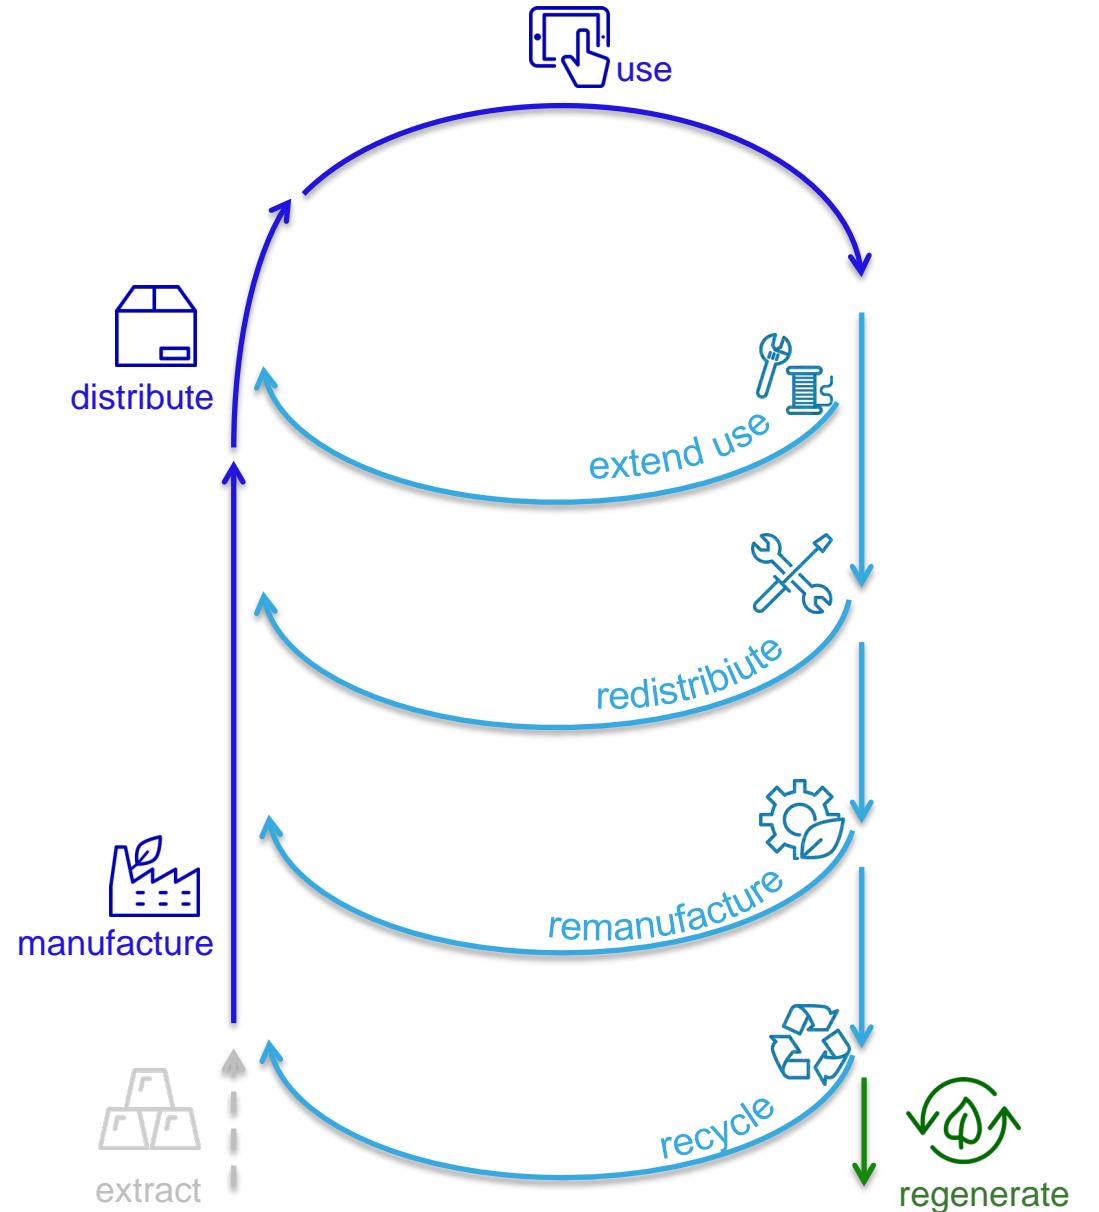 use
distribute
extend use
redistribiute
remanufacture
manufacture
recycle
extract
regenerate